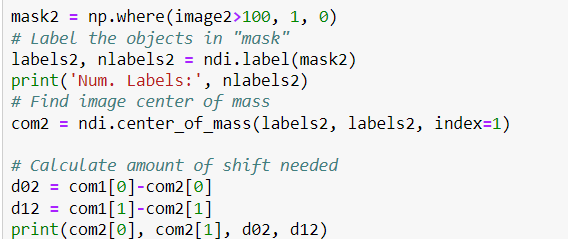 mask2 = np.where(image2>100, 1, 0)
# Label the objects in "mask"
labels2, nlabels2 = ndi.label(mask2)
print('Num. Labels:', nlabels2)
# Find image center of mass
com2 = ndi.center_of_mass(labels2, labels2, index=1)

# Calculate amount of shift needed
d02 = com1[0]-com2[0]
d12 = com1[1]-com2[1]
print(com2[0], com2[1], d02, d12)